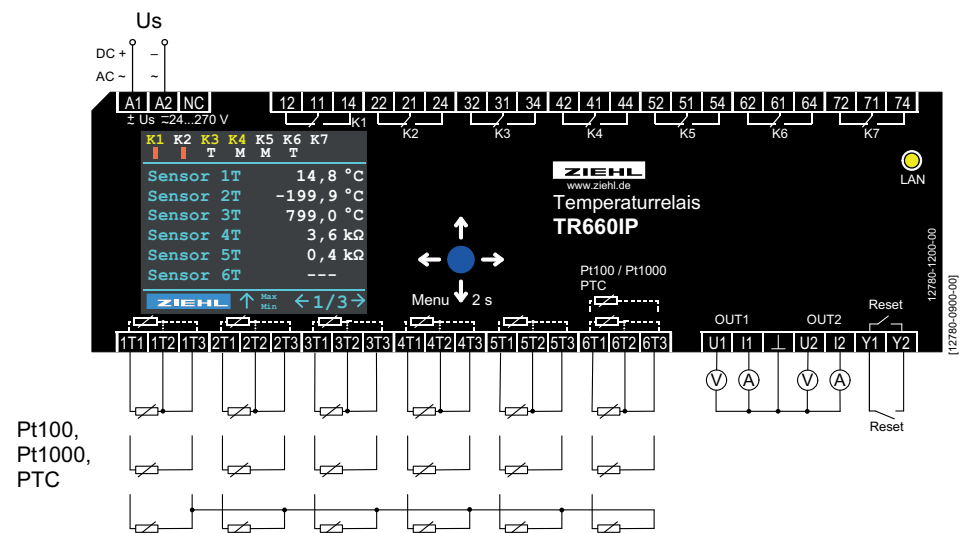 Us
DC + –
AC ~ ~
A1 A2 NC 12 11 14 22 21 24 32 31 34 42 41 44 52 51 54 62 61 64 72 71 74
± Us ≂24...270 V K1 K2 K3 K4 K5 K6 K7
K1 K2 K3 K4 K5 K6 K7
T M M T
Sensor 1T 14,8 °C
Sensor 2T -199,9 °C
Sensor 3T 799,0 °C
Sensor 4T 3,6 kΩ
Sensor 5T 0,4 kΩ
Sensor 6T ---
ZIEHL ↑ Max Min ←1/3→
ZIEHL
www.ziehl.de
Temperaturrelais
TR660IP
LAN
Menu 2 s
Pt100 / Pt1000
PTC
12780-1200-00
[12780-0900-00]
OUT1 OUT2 Reset
1T1 1T2 1T3 2T1 2T2 2T3 3T1 3T2 3T3 4T1 4T2 4T3 5T1 5T2 5T3 6T1 6T2 6T3 U1 I1 ⊥ U2 I2 Y1 Y2
V A V A
Reset
Pt100,
Pt1000,
PTC